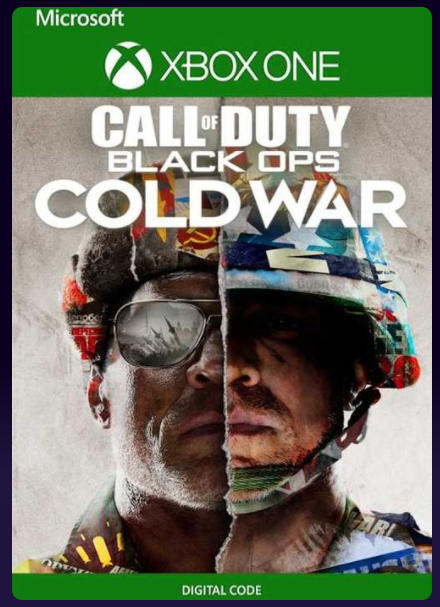 Microsoft
XBOX ONE
CALL OF DUTY
BLACK OPS
COLD WAR
DIGITAL CODE